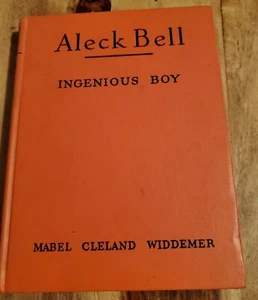 Aleck Bell
INGENIOUS BOY
MABEL CLELAND WIDDEMER